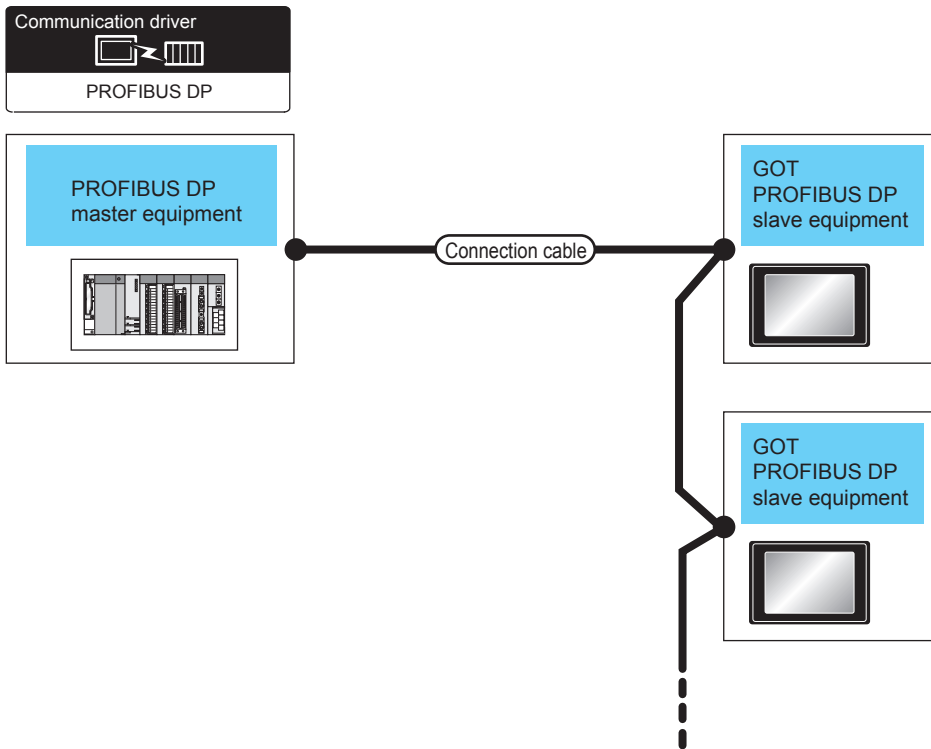 Communication driver
PROFIBUS DP
PROFIBUS DP
master equipment
Connection cable
GOT
PROFIBUS DP
slave equipment
GOT
PROFIBUS DP
slave equipment